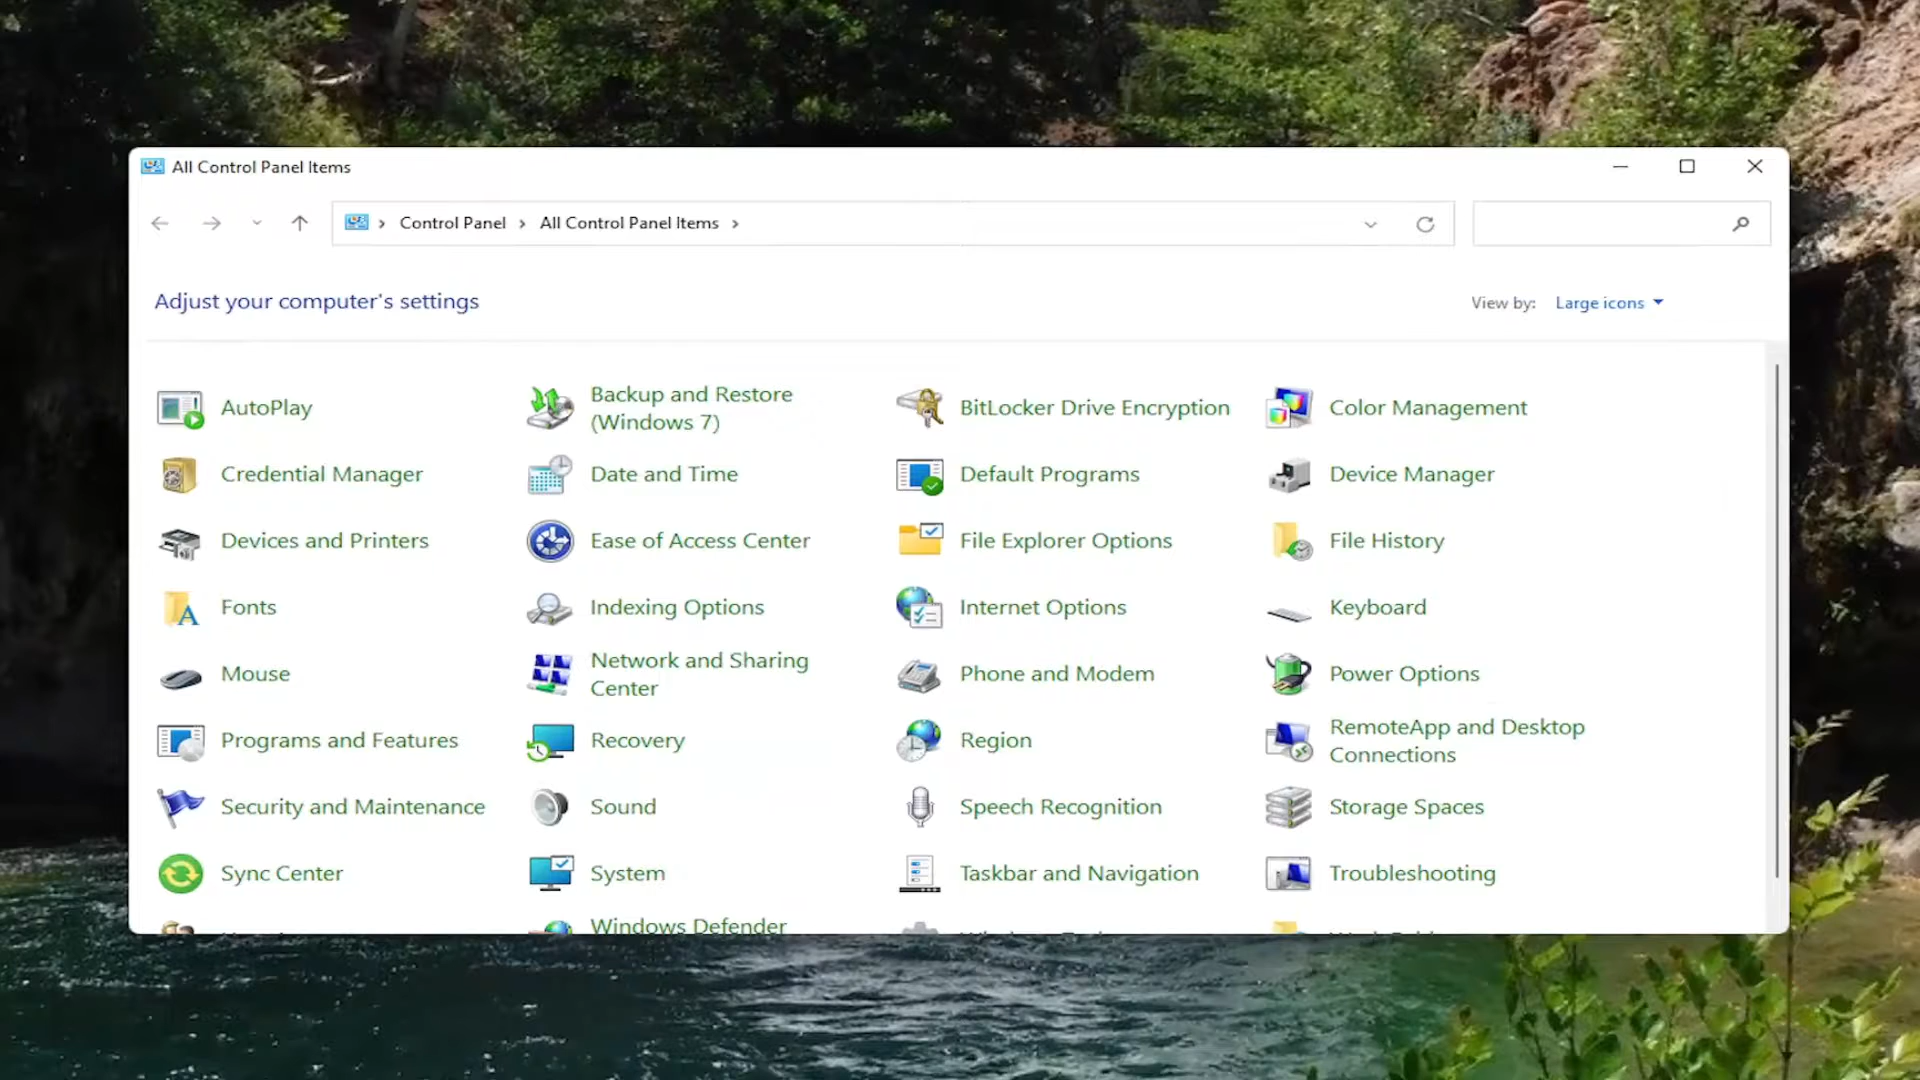 All Control Panel Items
Control Panel
All Control Panel Items
Adjust your computer's settings
View by:
Large icons
AutoPlay
Backup and Restore
(Windows 7)
BitLocker Drive Encryption
Color Management
Credential Manager
Date and Time
Default Programs
Device Manager
Devices and Printers
Ease of Access Center
File Explorer Options
File History
Fonts
Indexing Options
Internet Options
Keyboard
Mouse
Network and Sharing
Center
Phone and Modem
Power Options
Programs and Features
Recovery
Region
RemoteApp and Desktop
Connections
Security and Maintenance
Sound
Speech Recognition
Storage Spaces
Sync Center
System
Taskbar and Navigation
Troubleshooting
Windows Defender